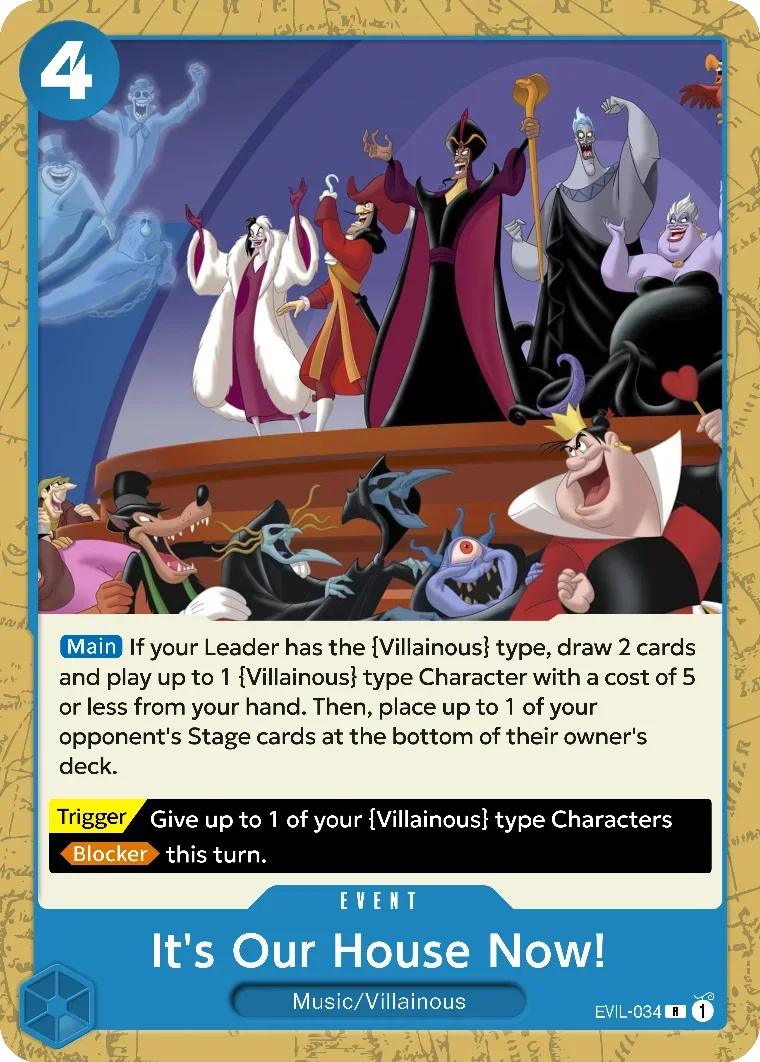 4
Main If your Leader has the {Villainous} type, draw 2 cards
and play up to 1 {Villainous} type Character with a cost of 5
or less from your hand. Then, place up to 1 of your
opponent's Stage cards at the bottom of their owner's
deck.
Trigger Give up to 1 of your {Villainous} type Characters
Blocker this turn.
EVENT
It's Our House Now!
Music/Villainous
EVIL-034 R 1